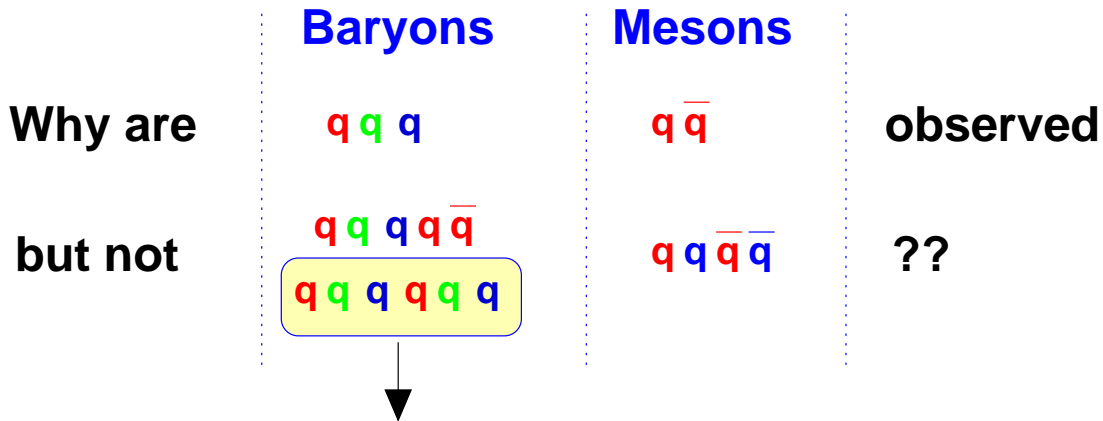 Baryons Mesons
Why are q q q q q̅ observed
q q q q q̅
but not q q q̅ q̅ ??
q q q q q q